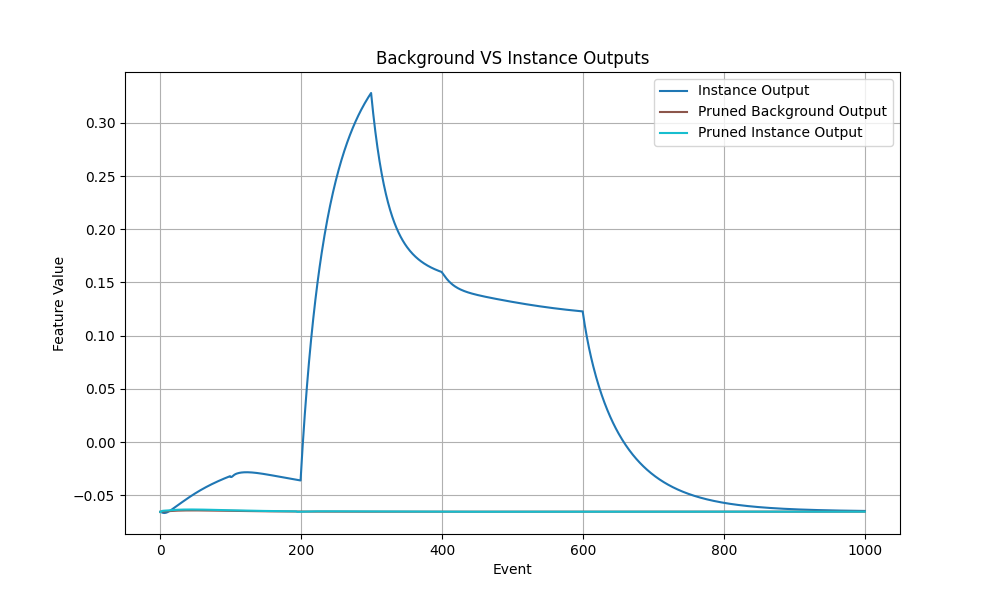 Background VS Instance Outputs
Instance Output
Pruned Background Output
Pruned Instance Output
Feature Value
0.30
0.25
0.20
0.15
0.10
0.05
0.00
−0.05
0 200 400 600 800 1000
Event